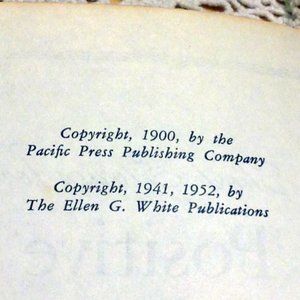 Copyright, 1900, by the
Pacific Press Publishing Company
Copyright, 1941, 1952, by
The Ellen G. White Publications